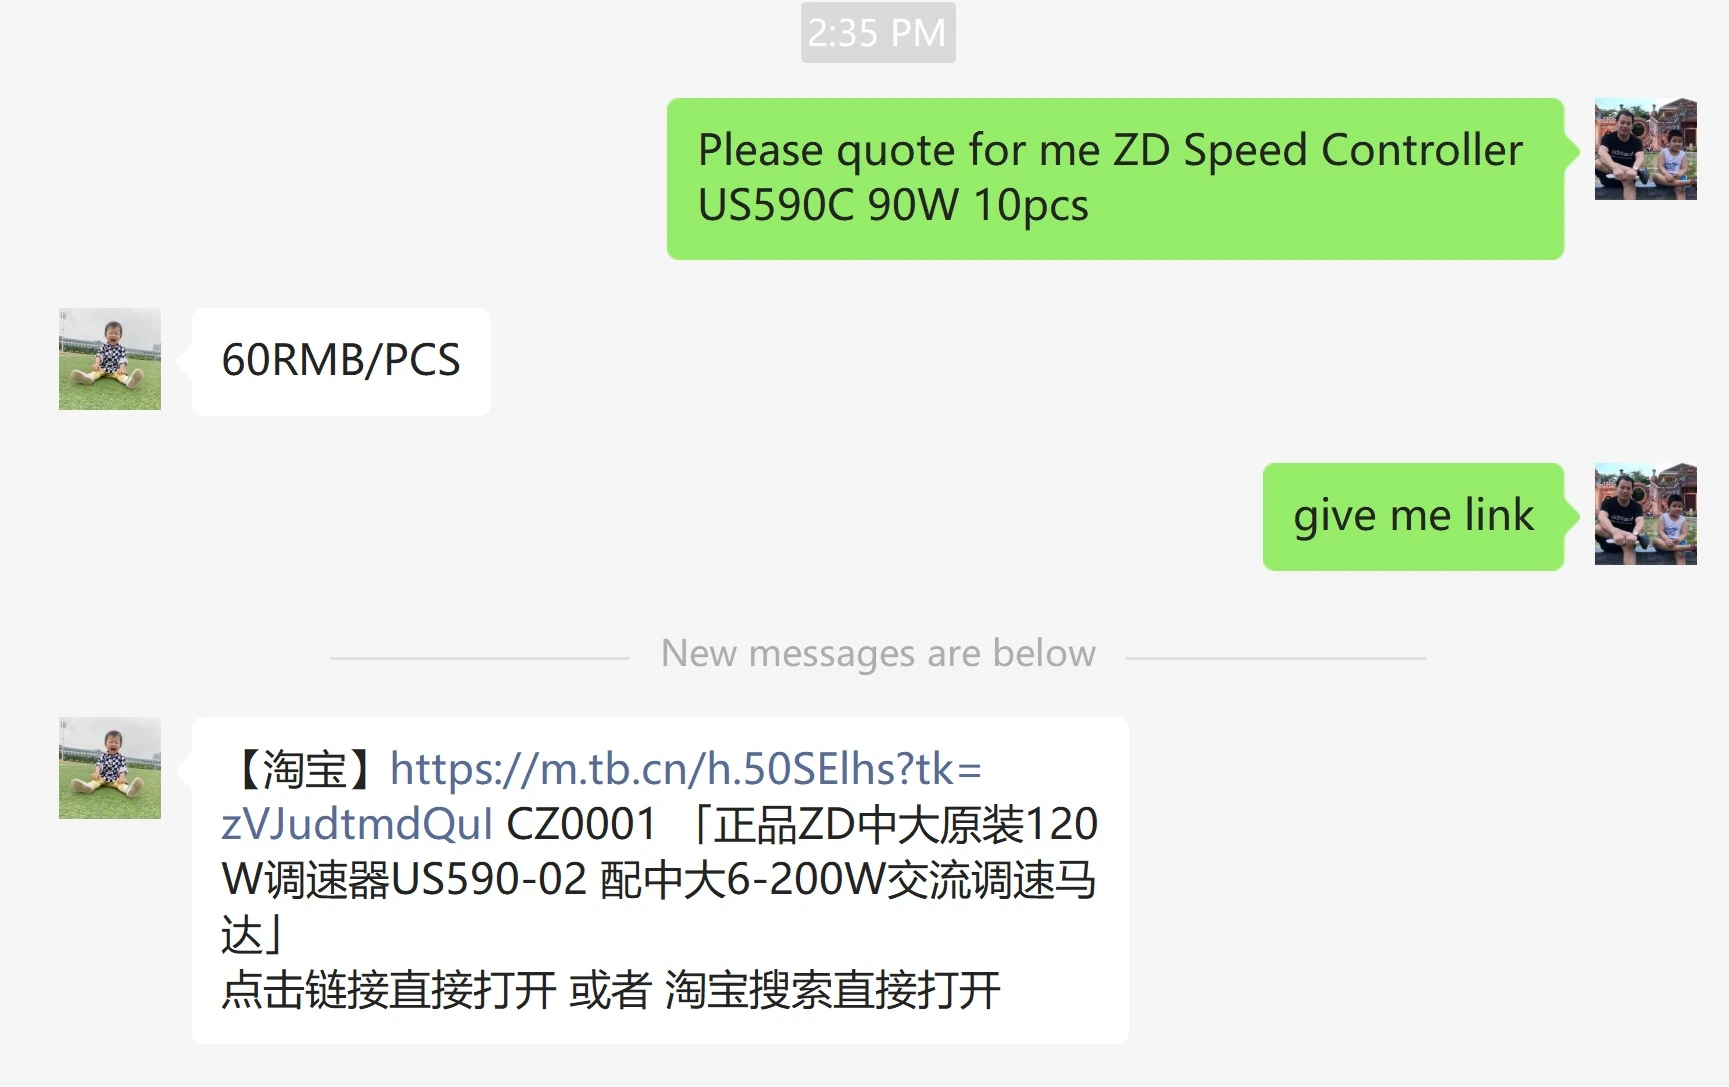 2:35 PM
Please quote for me ZD Speed Controller
US590C 90W 10pcs
60RMB/PCS
give me link
New messages are below
【淘宝】https://m.tb.cn/h.50SElhs?tk=
zVJudtmdQuI CZ0001 「正品ZD中大原装120
W调速器US590-02 配中大6-200W交流调速马
达」
点击链接直接打开 或者 淘宝搜索直接打开